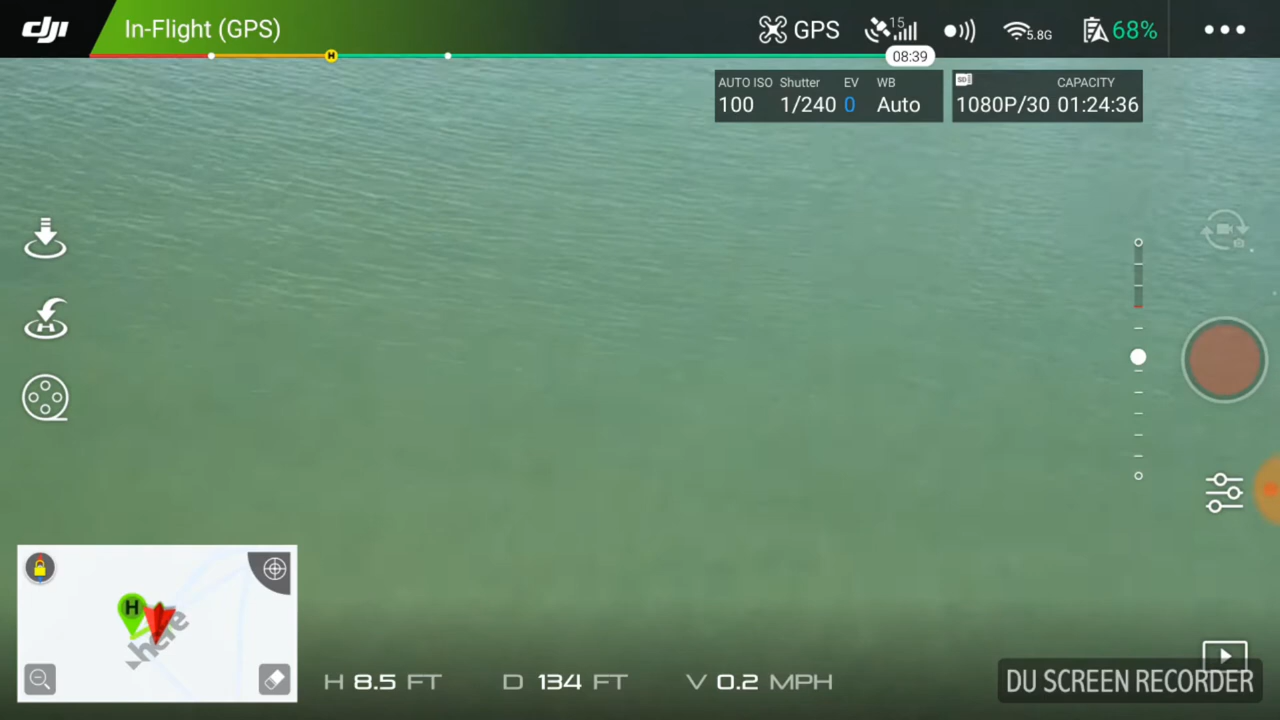 dji In-Flight (GPS) GPS 15 5.8G 68%
H 08:39
AUTO ISO Shutter EV WB SD CAPACITY
100 1/240 0 Auto 1080P/30 01:24:36
H
H
here
H 8.5 FT D 134 FT V 0.2 MPH
DU SCREEN RECORDER